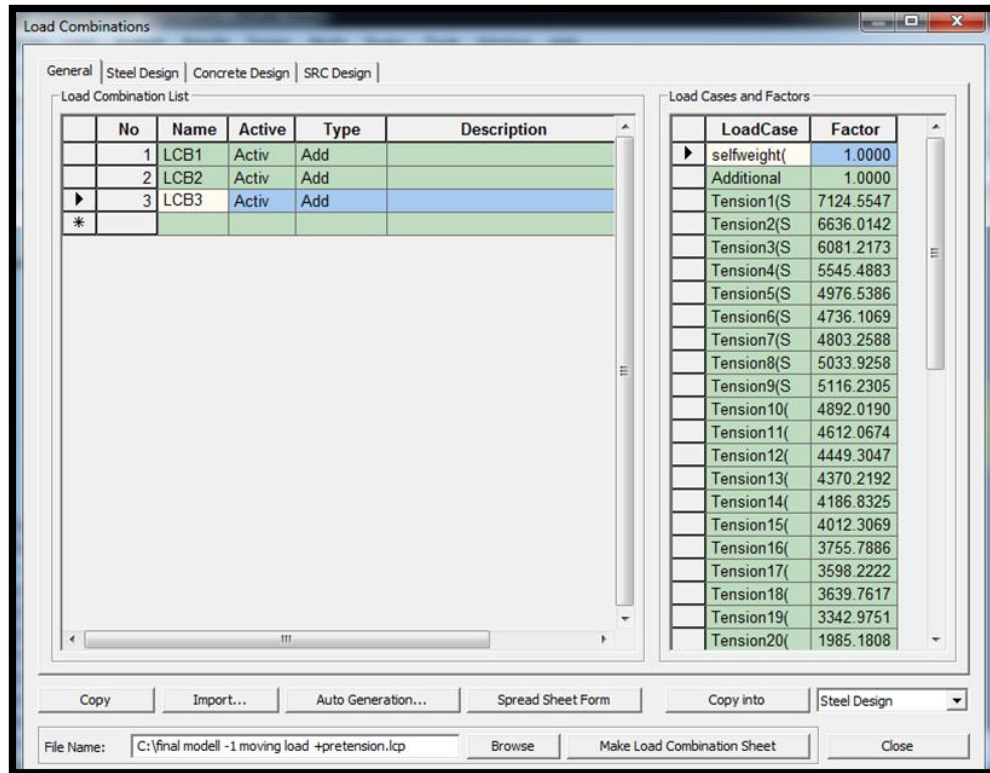 Load Combinations
General Steel Design Concrete Design SRC Design
Load Combination List
No Name Active Type Description
1 LCB1 Activ Add
2 LCB2 Activ Add
3 LCB3 Activ Add
*
Load Cases and Factors
LoadCase Factor
selfweight( 1.0000
Additional 1.0000
Tension1(S 7124.5547
Tension2(S 6636.0142
Tension3(S 6081.2173
Tension4(S 5545.4883
Tension5(S 4976.5386
Tension6(S 4736.1069
Tension7(S 4803.2588
Tension8(S 5033.9258
Tension9(S 5116.2305
Tension10( 4892.0190
Tension11( 4612.0674
Tension12( 4449.3047
Tension13( 4370.2192
Tension14( 4186.8325
Tension15( 4012.3069
Tension16( 3755.7886
Tension17( 3598.2222
Tension18( 3639.7617
Tension19( 3342.9751
Tension20( 1985.1808
Copy Import... Auto Generation... Spread Sheet Form Copy into Steel Design
File Name: C:\final modell -1 moving load +pretension.lcp Browse Make Load Combination Sheet Close